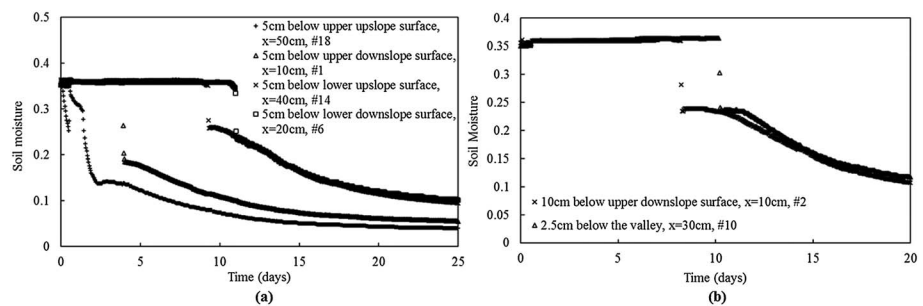 (a)
5cm below upper upslope surface,
x=50cm, #18
5cm below upper downslope surface,
x=10cm, #1
5cm below lower upslope surface,
x=40cm, #14
5cm below lower downslope surface,
x=20cm, #6
Soil moisture
0.4
0.3
0.2
0.1
0
0
5
10
15
20
25
Time (days)
(a)
(b)
0.4
0.35
0.3
0.25
0.2
0.15
0.1
0.05
0
Soil moisture
10cm below upper downslope surface, x=10cm, #2
2.5cm below the valley, x=30cm, #10
0
5
10
15
20
Time (days)
(b)